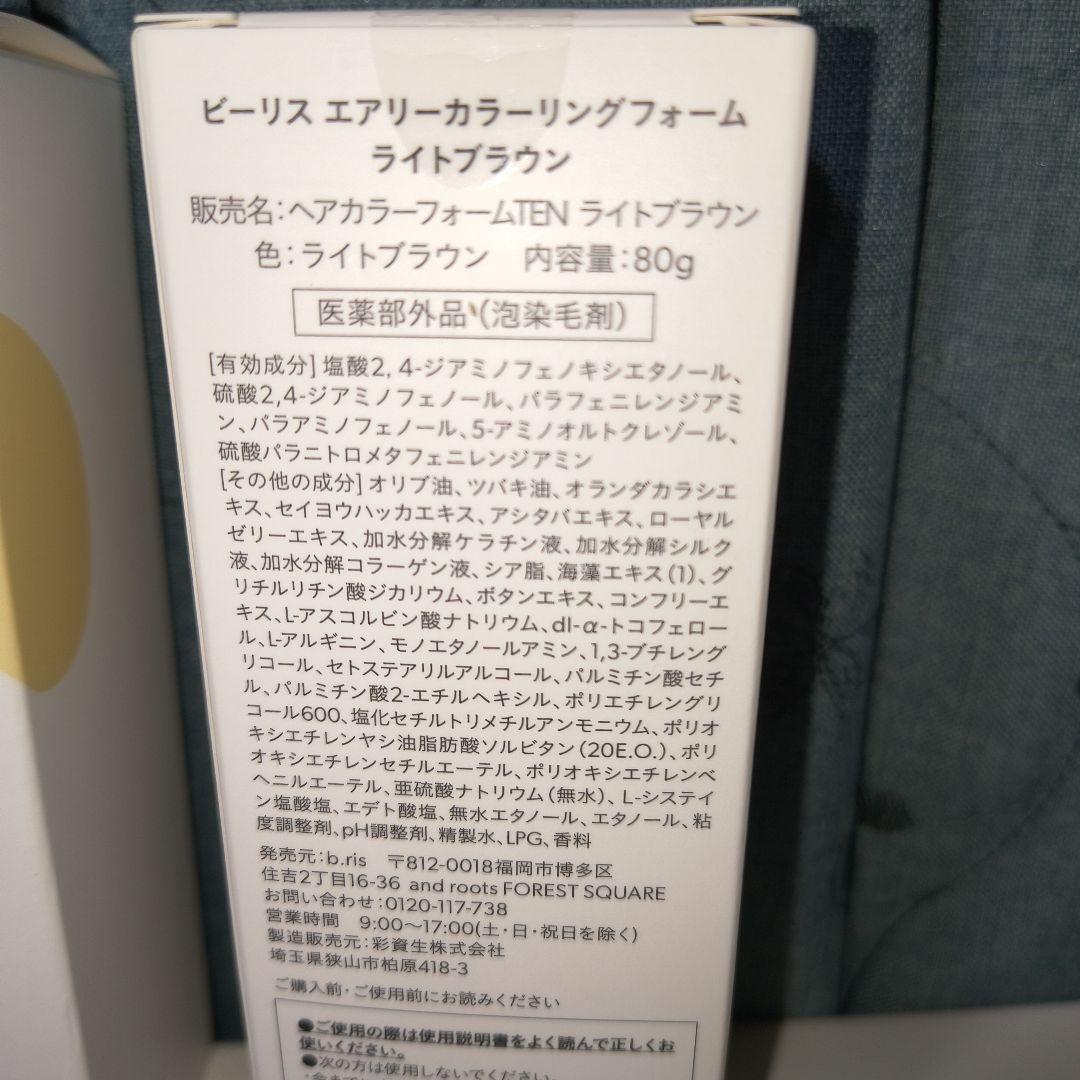 ビーリス エアリーカラーリングフォーム
ライトブラウン
販売名:ヘアカラーフォームTEN ライトブラウン
色:ライトブラウン 内容量:80g
医薬部外品(泡染毛剤)
[有効成分] 塩酸2, 4-ジアミノフェノキシエタノール、
硫酸2,4-ジアミノフェノール、パラフェニレンジアミ
ン、パラアミノフェノール、5-アミノオルトクレゾール、
硫酸パラニトロメタフェニレンジアミン
[その他の成分] オリブ油、ツバキ油、オランダカラシエ
キス、セイヨウハッカエキス、アシタバエキス、ローヤル
ゼリーエキス、加水分解ケラチン液、加水分解シルク
液、加水分解コラーゲン液、シア脂、海藻エキス(1)、グ
リチルリチン酸ジカリウム、ボタンエキス、コンフリーエ
キス、L-アスコルビン酸ナトリウム、dl-α-トコフェロー
ル、L-アルギニン、モノエタノールアミン、1,3-ブチレング
リコール、セトステアリルアルコール、パルミチン酸セチ
ル、パルミチン酸2-エチルヘキシル、ポリエチレングリ
コール600、塩化セチルトリメチルアンモニウム、ポリオ
キシエチレンヤシ油脂肪酸ソルビタン(20E.O.)、ポリ
オキシエチレンセチルエーテル、ポリオキシエチレンベ
ヘニルエーテル、亜硫酸ナトリウム(無水)、L-システイ
ン塩酸塩、エデト酸塩、無水エタノール、エタノール、粘
度調整剤、pH調整剤、精製水、LPG、香料
発売元:b.ris 〒812-0018福岡市博多区
住吉2丁目16-36 and roots FOREST SQUARE
お問い合わせ:0120-117-738
営業時間 9:00〜17:00(土・日・祝日を除く)
製造販売元:彩資生株式会社
埼玉県狭山市柏原418-3
ご購入前・ご使用前にお読みください
●ご使用の際は使用説明書をよく読んで正しくお
使いください。
●次の方は使用しないでください。